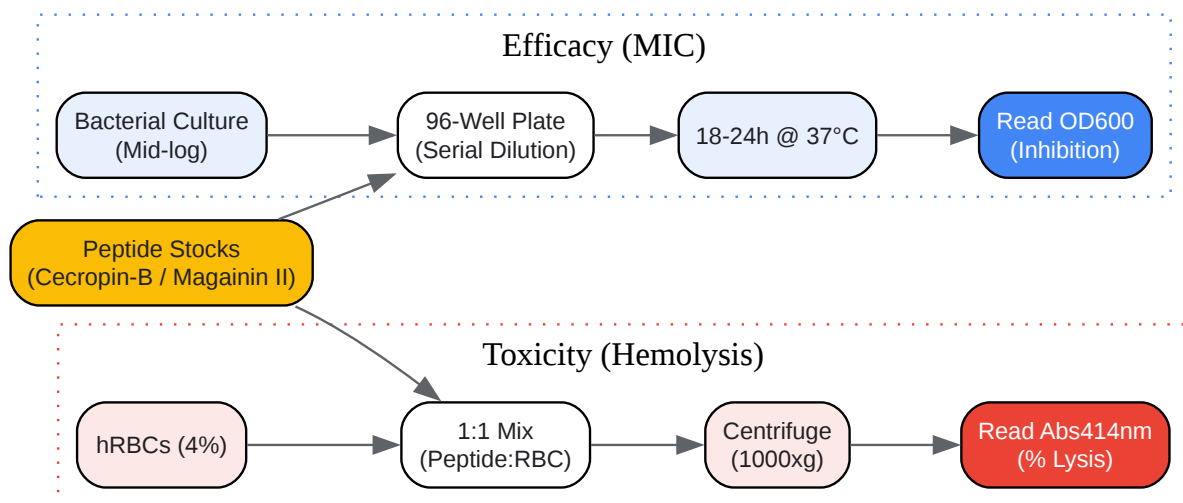 Efficacy (MIC)
Bacterial Culture
(Mid-log)
96-Well Plate
(Serial Dilution)
18-24h @ 37°C
Read OD600
(Inhibition)
Peptide Stocks
(Cecropin-B / Magainin II)
Toxicity (Hemolysis)
hRBCs (4%)
1:1 Mix
(Peptide:RBC)
Centrifuge
(1000xg)
Read Abs414nm
(% Lysis)